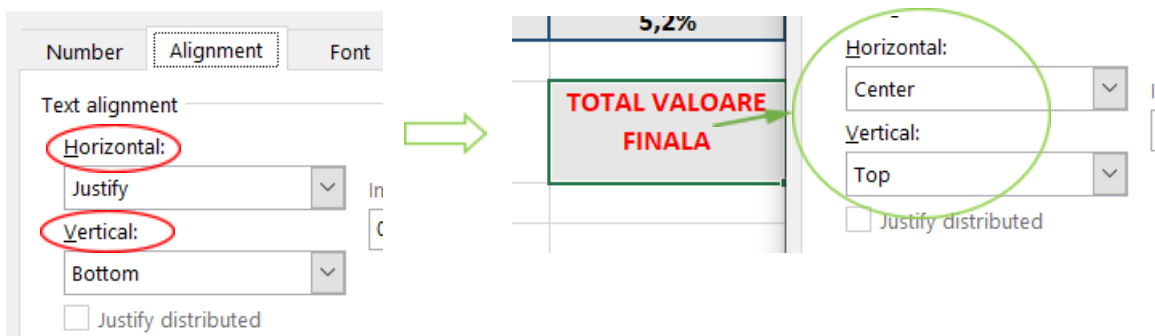 Number Alignment Font
Text alignment
Horizontal:
Justify
In
Vertical:
Bottom
Justify distributed
5,2%
TOTAL VALOARE
FINALA
Horizontal:
Center
Vertical:
Top
Justify distributed